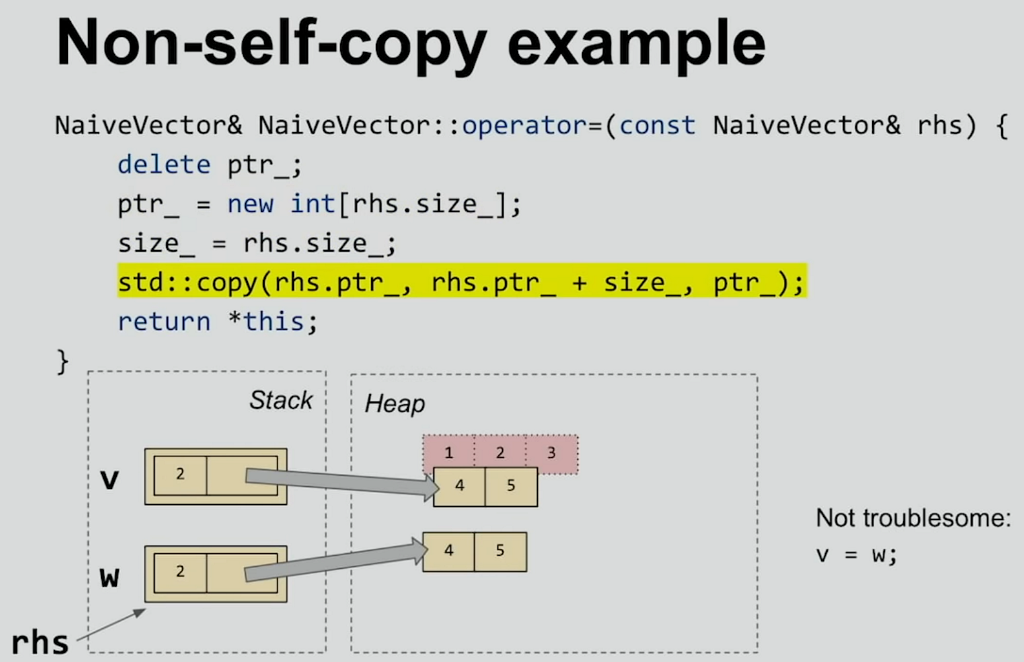 Non-self-copy example
NaiveVector& NaiveVector::operator=(const NaiveVector& rhs) {
delete ptr_;
ptr_ = new int[rhs.size_];
size_ = rhs.size_;
std::copy(rhs.ptr_, rhs.ptr_ + size_, ptr_);
return *this;
}
Stack
Heap
1 2 3
v 2
4 5
w 2
4 5
rhs
Not troublesome:
v = w;